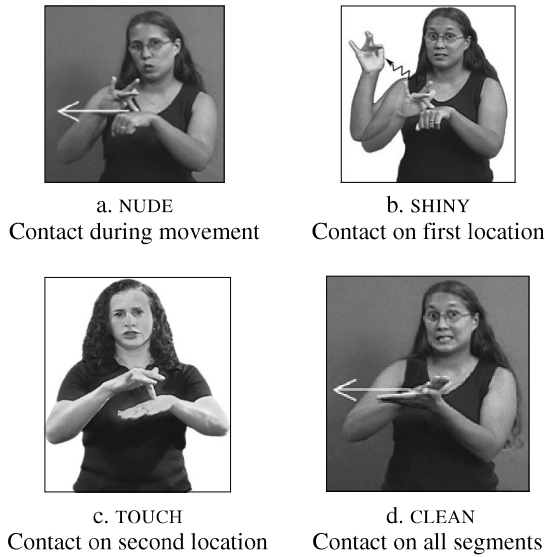 a. NUDE
Contact during movement
b. SHINY
Contact on first location
c. TOUCH
Contact on second location
d. CLEAN
Contact on all segments